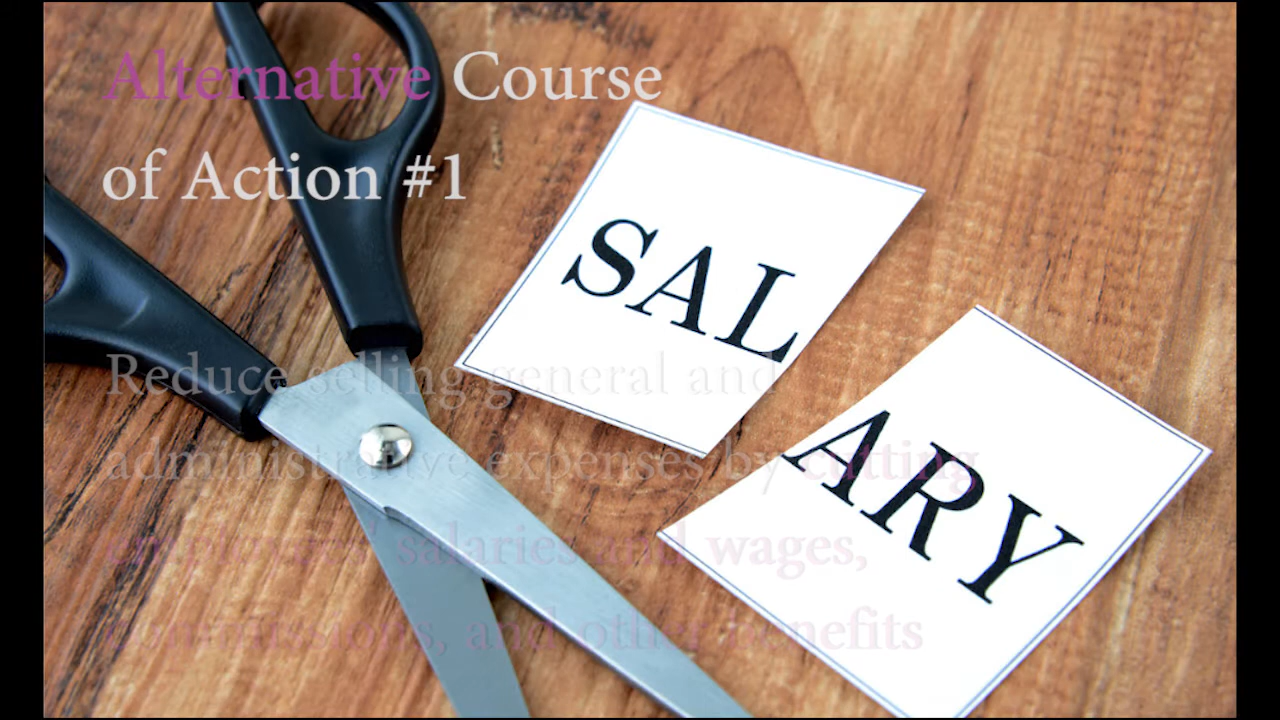 Alternative Course
of Action #1
SAL
ARY
Reduce selling general and
administrative expenses by cutting
employees' salaries and wages,
commissions, and other benefits